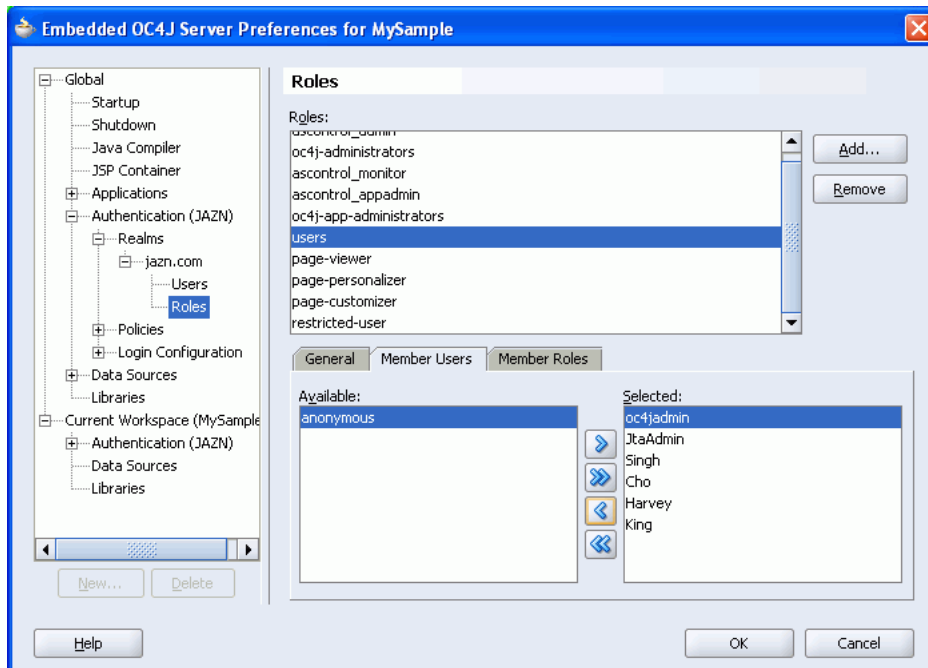 Embedded OC4J Server Preferences for MySample
Global
Startup
Shutdown
Java Compiler
JSP Container
Applications
Authentication (JAZN)
Realms
jazn.com
Users
Roles
Policies
Login Configuration
Data Sources
Libraries
Current Workspace (MySample
Authentication (JAZN)
Data Sources
Libraries
New...
Delete
Roles
Roles:
ascontrol_admin
oc4j-administrators
ascontrol_monitor
ascontrol_appadmin
oc4j-app-administrators
users
page-viewer
page-personalizer
page-customizer
restricted-user
Add...
Remove
General
Member Users
Member Roles
Available:
anonymous
Selected:
oc4jadmin
JtaAdmin
Singh
Cho
Harvey
King
Help
OK
Cancel